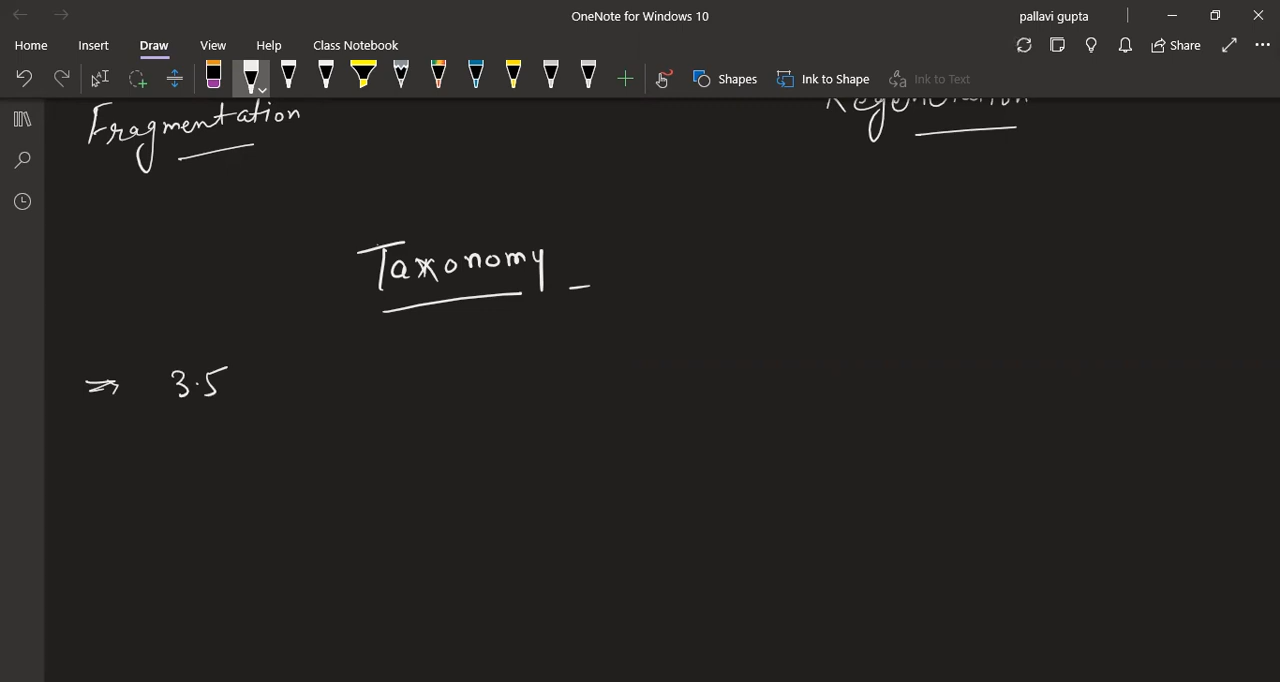 OneNote for Windows 10
pallavi gupta
Home Insert Draw View Help Class Notebook
Share
Shapes Ink to Shape Ink to Text
Fragmentation
Regeneration
Taxonomy -
⇒ 3.5